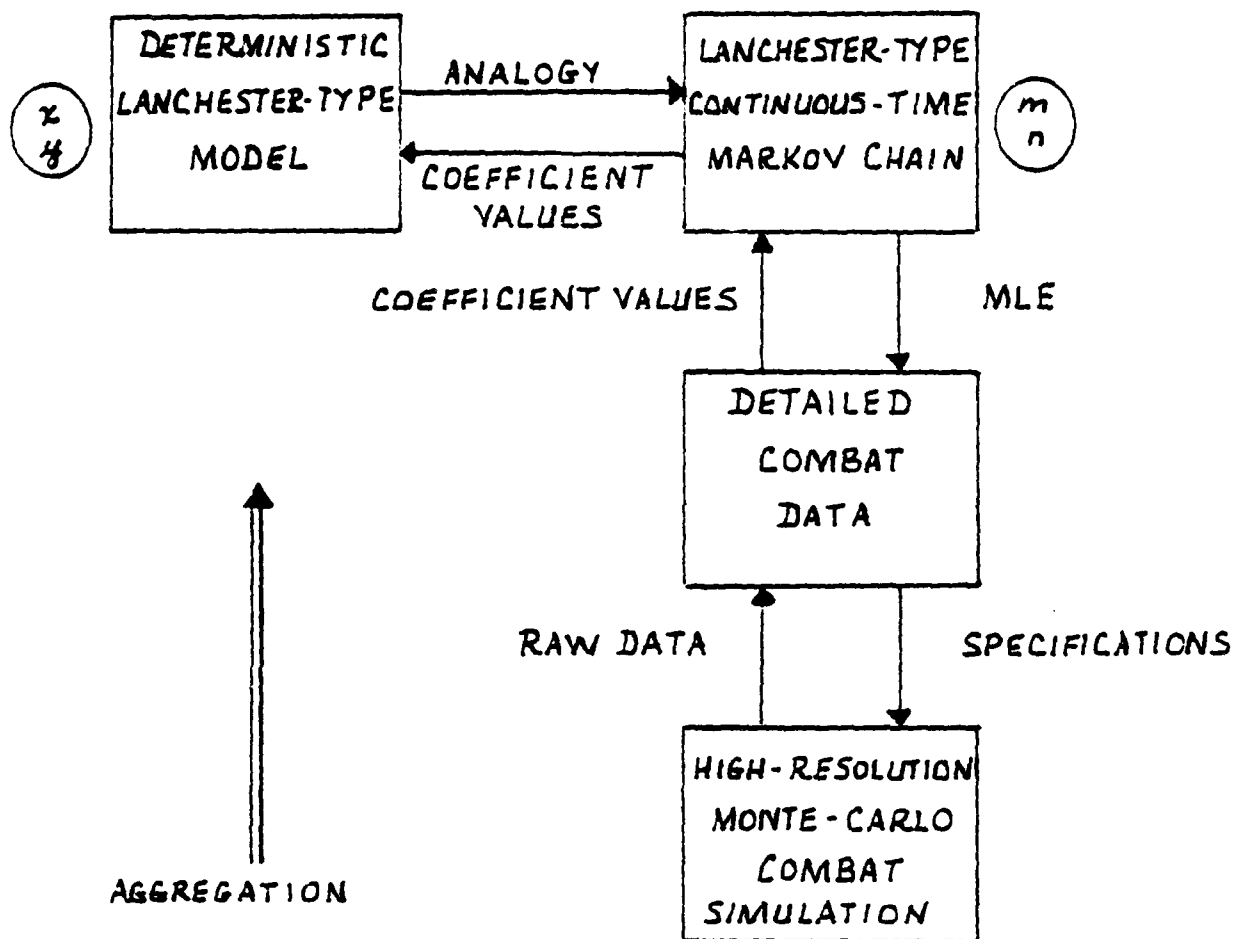 x
y
DETERMINISTIC
LANCHESTER-TYPE
MODEL
ANALOGY
COEFFICIENT
VALUES
LANCHESTER-TYPE
CONTINUOUS-TIME
MARKOV CHAIN
m
n
COEFFICIENT VALUES
MLE
DETAILED
COMBAT
DATA
RAW DATA
SPECIFICATIONS
HIGH-RESOLUTION
MONTE-CARLO
COMBAT
SIMULATION
AGGREGATION